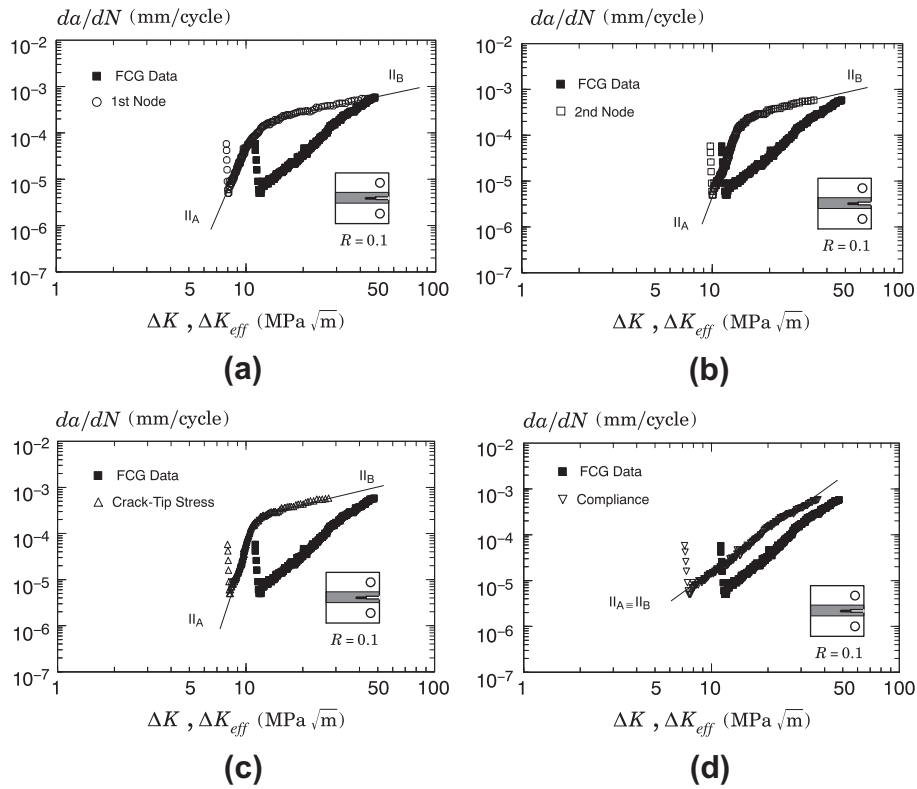 da/dN (mm/cycle)
10⁻²
10⁻³
10⁻⁴
10⁻⁵
10⁻⁶
10⁻⁷
FCG Data
1st Node
II_B
II_A
R = 0.1
1 5 10 50 100
ΔK , ΔK_eff (MPa √m)
(a)
da/dN (mm/cycle)
10⁻²
10⁻³
10⁻⁴
10⁻⁵
10⁻⁶
10⁻⁷
FCG Data
2nd Node
II_B
II_A
R = 0.1
1 5 10 50 100
ΔK , ΔK_eff (MPa √m)
(b)
da/dN (mm/cycle)
10⁻²
10⁻³
10⁻⁴
10⁻⁵
10⁻⁶
10⁻⁷
FCG Data
Crack-Tip Stress
II_B
II_A
R = 0.1
1 5 10 50 100
ΔK , ΔK_eff (MPa √m)
(c)
da/dN (mm/cycle)
10⁻²
10⁻³
10⁻⁴
10⁻⁵
10⁻⁶
10⁻⁷
FCG Data
Compliance
II_A≡II_B
R = 0.1
1 5 10 50 100
ΔK , ΔK_eff (MPa √m)
(d)